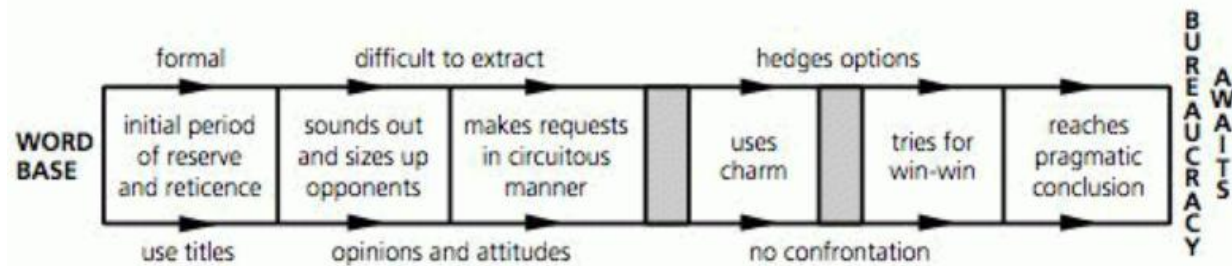 formal
difficult to extract
hedges options
WORD
BASE
initial period
of reserve
and reticence
sounds out
and sizes up
opponents
makes requests
in circuitous
manner
uses
charm
tries for
win-win
reaches
pragmatic
conclusion
BUREAUCRACY
AWAITS
use titles
opinions and attitudes
no confrontation